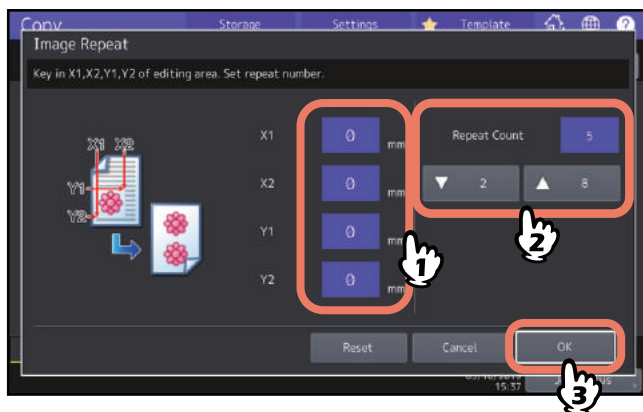 Copy Storage Settings Template ?
Image Repeat
Key in X1,X2,Y1,Y2 of editing area. Set repeat number.
X1 X2
Y1
Y2
X1 0 mm
X2 0 mm
Y1 0 mm
Y2 0 mm
1
Repeat Count 5
2 8
2
Reset Cancel OK
15:37
3